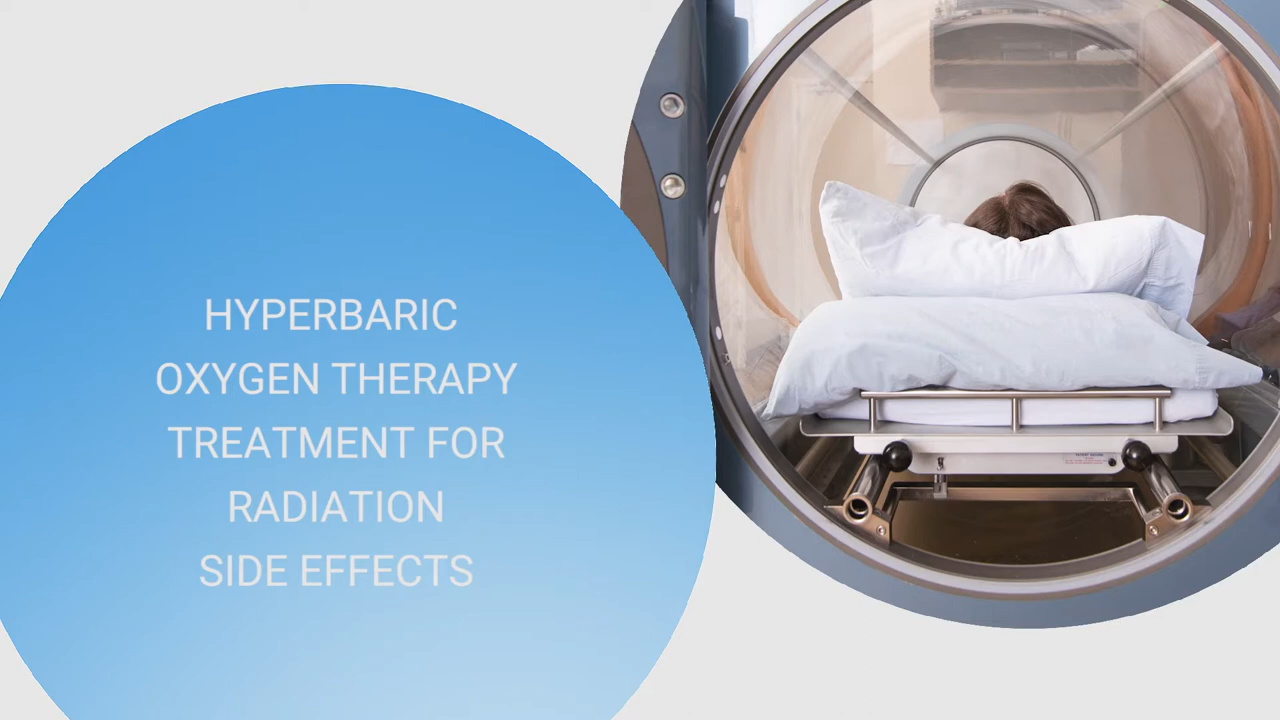 HYPERBARIC
OXYGEN THERAPY
TREATMENT FOR
RADIATION
SIDE EFFECTS